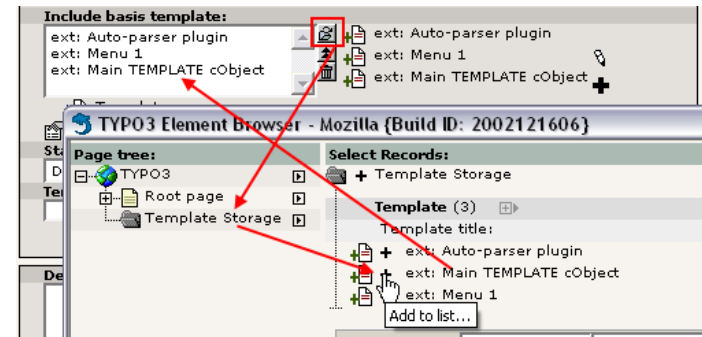 Include basis template:
ext: Auto-parser plugin
ext: Menu 1
ext: Main TEMPLATE cObject
ext: Auto-parser plugin
ext: Menu 1
ext: Main TEMPLATE cObject
TYPO3 Element Browser - Mozilla {Build ID: 2002121606}
Page tree:
TYPO3
Root page
Template Storage
Select Records:
Template Storage
Template (3)
Template title:
ext: Auto-parser plugin
ext: Main TEMPLATE cObject
ext: Menu 1
Add to list...
De